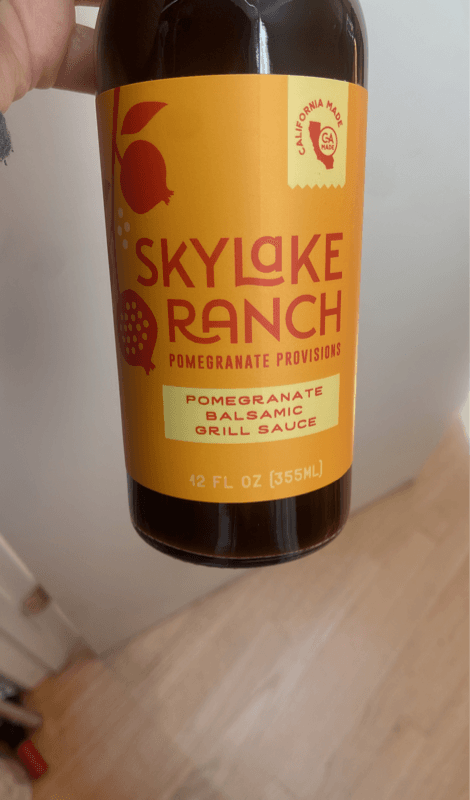 CALIFORNIA MADE
CA
MADE
SKYLaKE
RANCH
POMEGRANATE PROVISIONS
POMEGRANATE
BALSAMIC
GRILL SAUCE
12 FL OZ (355ML)